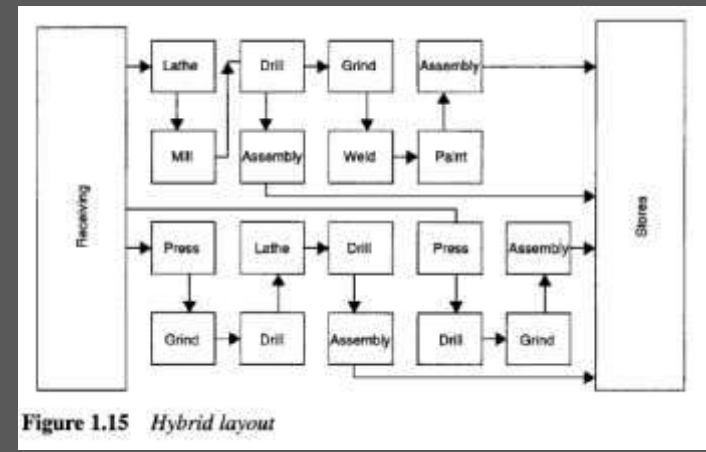 Receiving
Lathe
Drill
Grind
Assembly
Mill
Assembly
Weld
Paint
Press
Lathe
Drill
Press
Assembly
Grind
Drill
Assembly
Drill
Grind
Stores
Figure 1.15 Hybrid layout